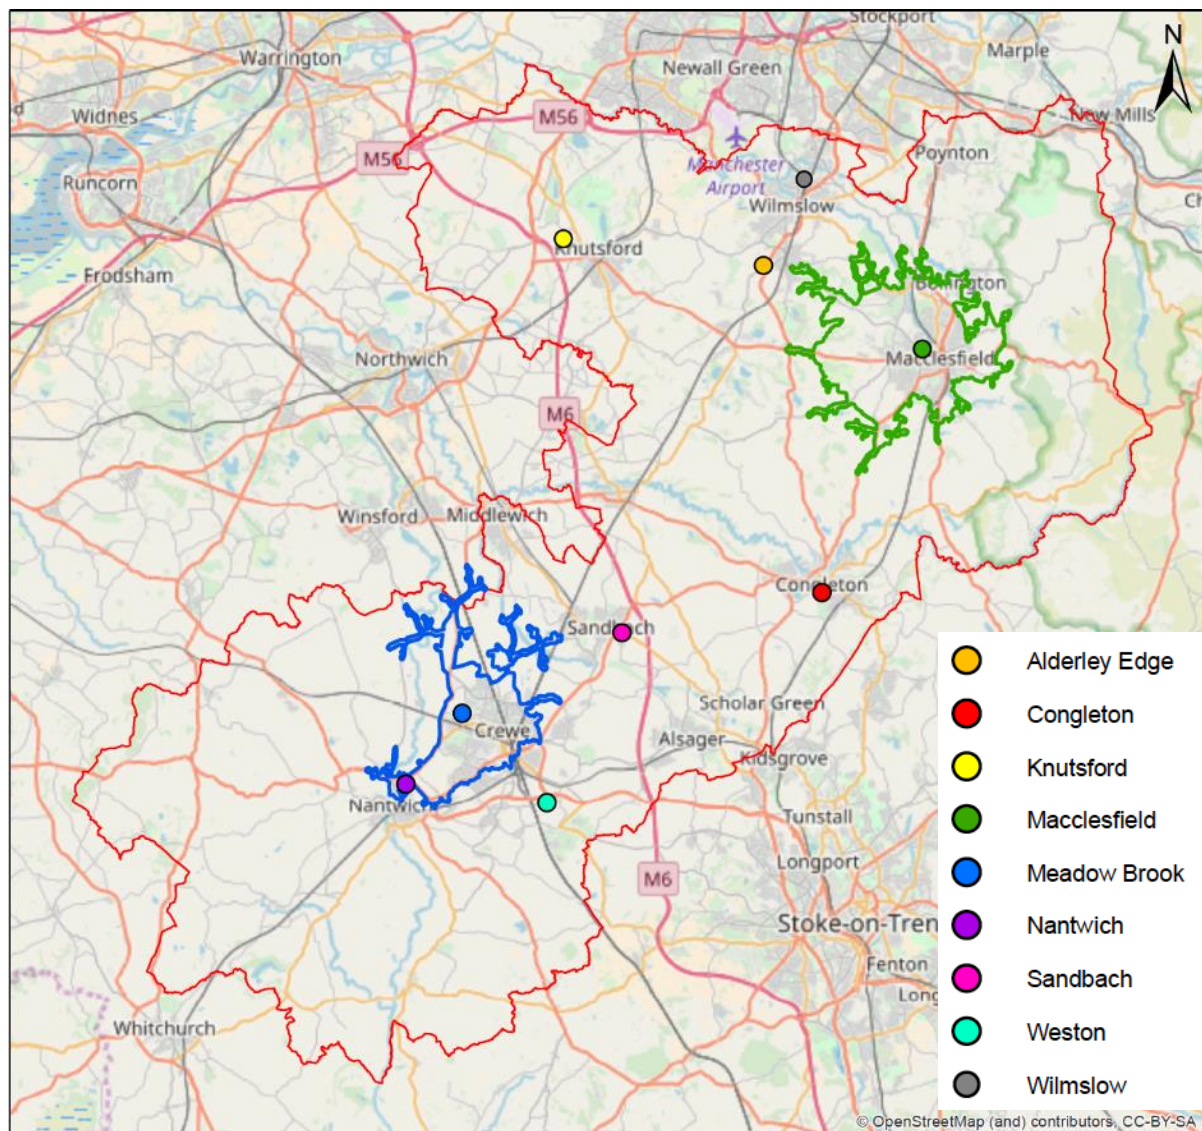 Stockport
N
Warrington
Marple
Newall Green
Widnes
M56
New Mills
M56
Poynton
Manchester
Airport
Runcorn
Wilmslow
Knutsford
Frodsham
Bollington
Northwich
Macclesfield
M6
Winsford
Middlewich
Congleton
Sandbach
Scholar Green
Crewe
Alsager
Kidsgrove
Nantwich
Tunstall
Longport
M6
Stoke-on-Tren
Fenton
Long
Whitchurch
Alderley Edge
Congleton
Knutsford
Macclesfield
Meadow Brook
Nantwich
Sandbach
Weston
Wilmslow
© OpenStreetMap (and) contributors, CC-BY-SA